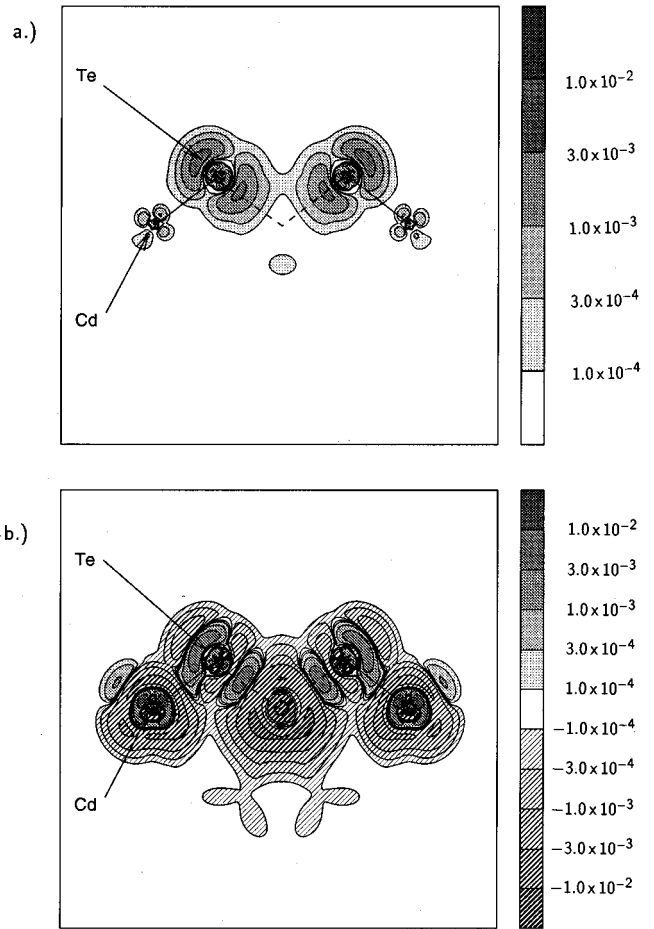 a.)
Te
Cd
1.0 x 10⁻²
3.0 x 10⁻³
1.0 x 10⁻³
3.0 x 10⁻⁴
1.0 x 10⁻⁴
b.)
Te
Cd
1.0 x 10⁻²
3.0 x 10⁻³
1.0 x 10⁻³
3.0 x 10⁻⁴
1.0 x 10⁻⁴
−1.0 x 10⁻⁴
−3.0 x 10⁻⁴
−1.0 x 10⁻³
−3.0 x 10⁻³
−1.0 x 10⁻²